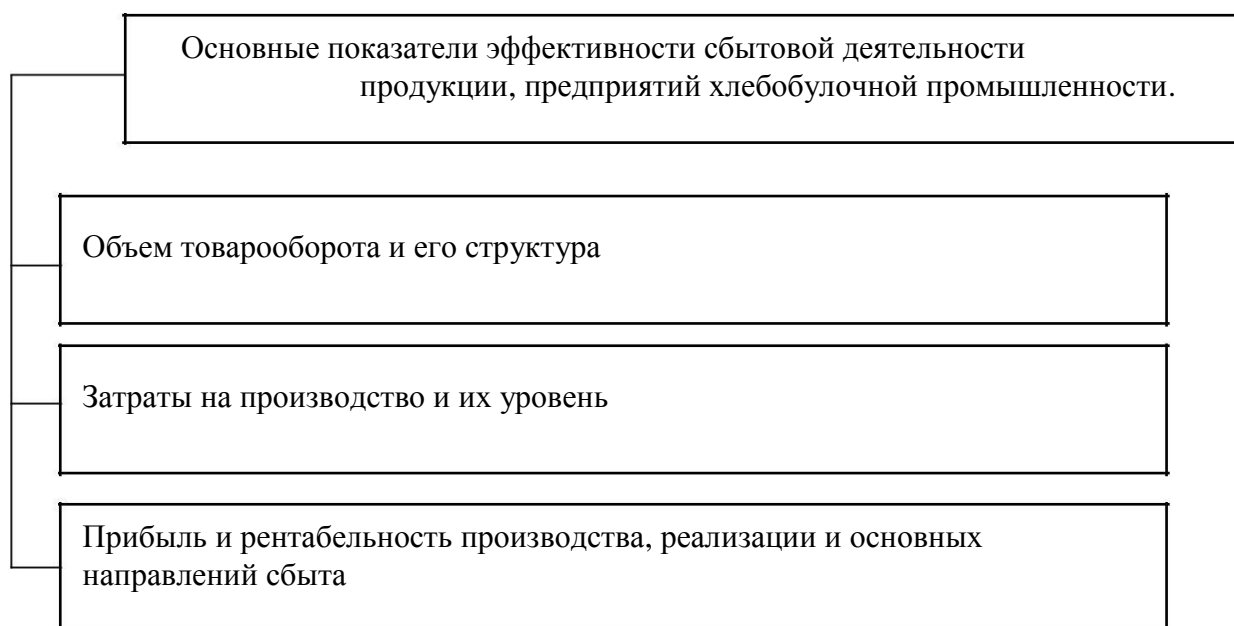 Основные показатели эффективности сбытовой деятельности
продукции, предприятий хлебобулочной промышленности.
Объем товарооборота и его структура
Затраты на производство и их уровень
Прибыль и рентабельность производства, реализации и основных
направлений сбыта